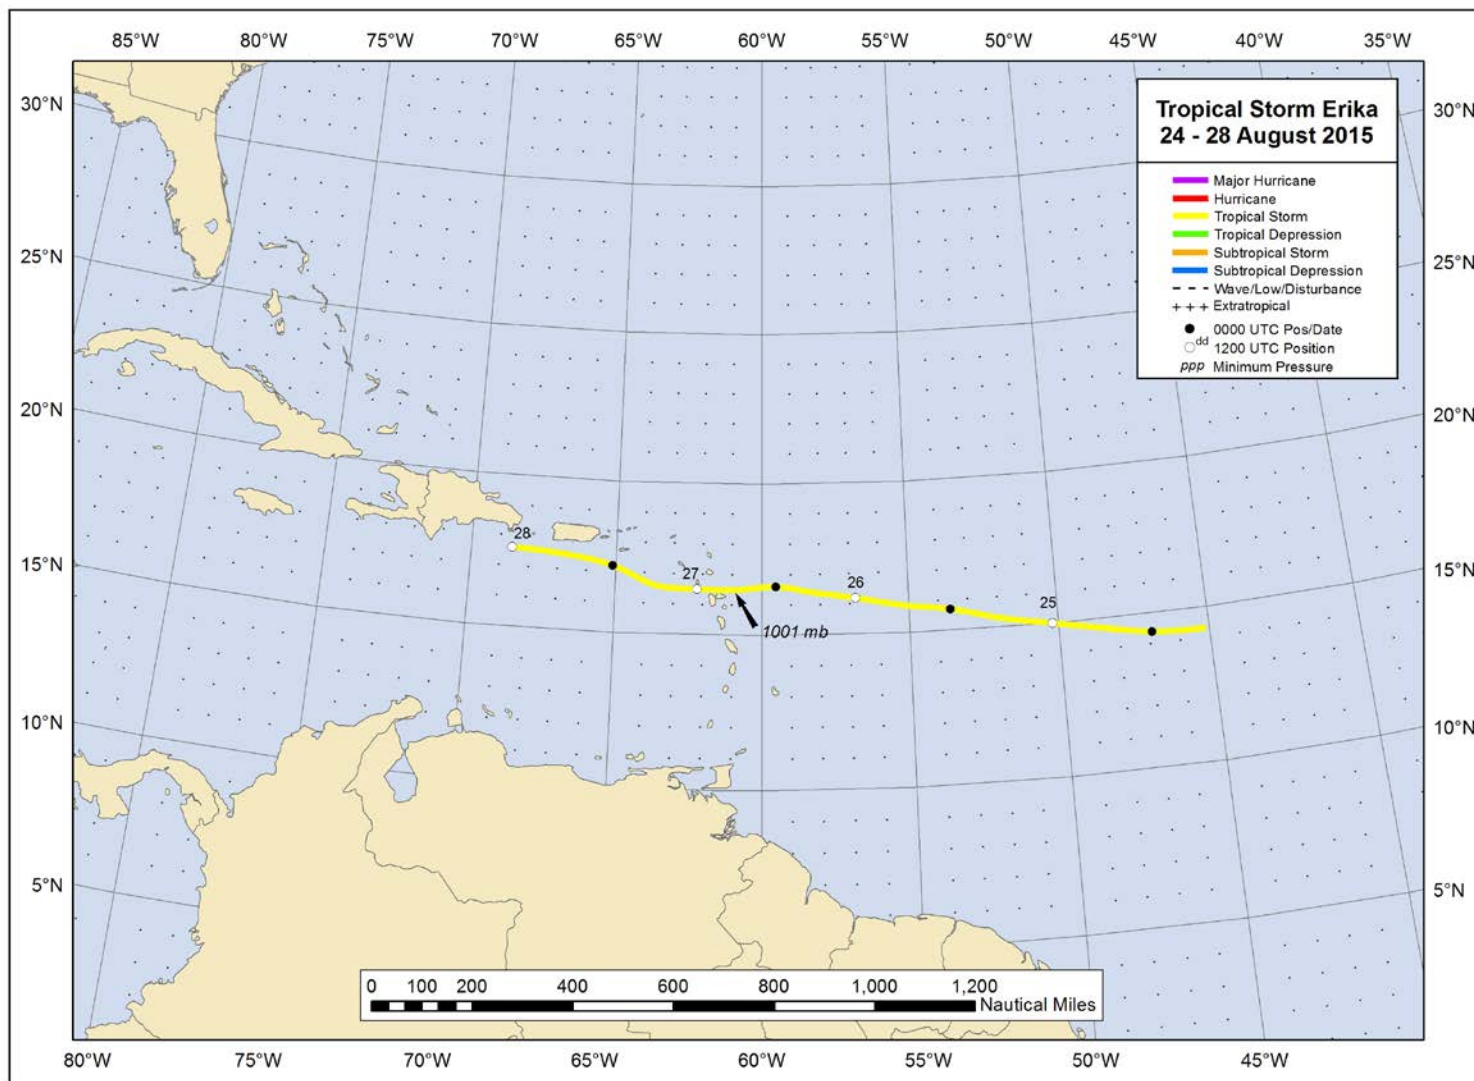 85°W 80°W 75°W 70°W 65°W 60°W 55°W 50°W 45°W 40°W 35°W
30°N 30°N
Tropical Storm Erika
24 - 28 August 2015
Major Hurricane
Hurricane
Tropical Storm
Tropical Depression
Subtropical Storm
Subtropical Depression
Wave/Low/Disturbance
+++ Extratropical
0000 UTC Pos/Date
dd
1200 UTC Position
ppp Minimum Pressure
25°N 25°N
20°N 20°N
28
15°N 15°N
27
26
25
1001 mb
10°N 10°N
5°N 5°N
0 100 200 400 600 800 1,000 1,200
Nautical Miles
80°W 75°W 70°W 65°W 60°W 55°W 50°W 45°W